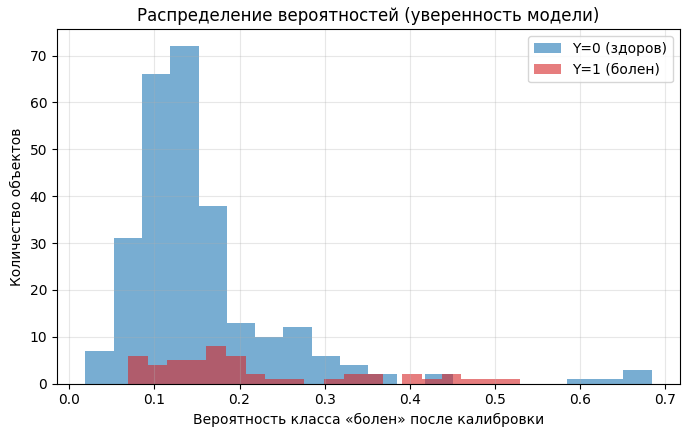 Распределение вероятностей (уверенность модели)
Y=0 (здоров)
Y=1 (болен)
Количество объектов
70
60
50
40
30
20
10
0
0.0 0.1 0.2 0.3 0.4 0.5 0.6 0.7
Вероятность класса «болен» после калибровки